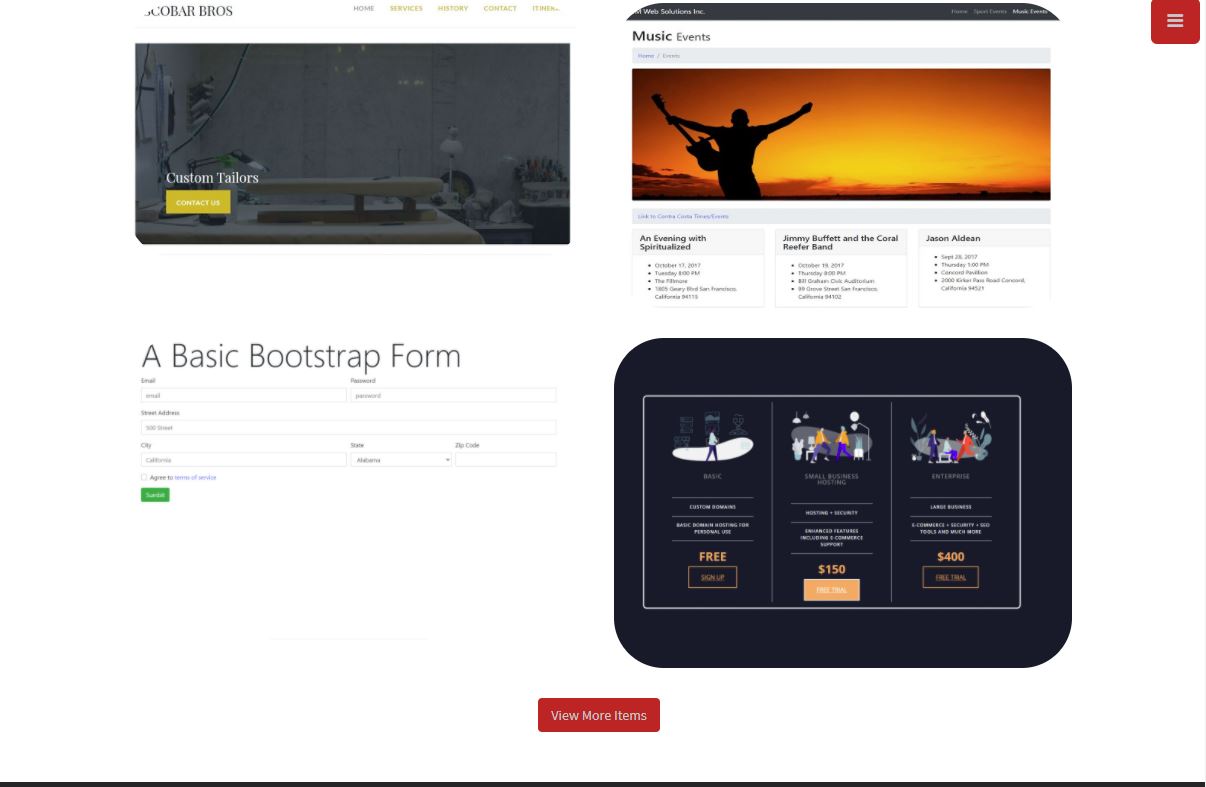 COBAR BROS
HOME SERVICES HISTORY CONTACT
Custom Tailors
CONTACT US
Web Solutions Inc.
Home Sport Events Music Events
Music Events
Home / Events
Link to Contra Costa Times/Events
An Evening with
Spiritualized
October 17, 2017
Tuesday 8:00 PM
The Fillmore
1805 Geary Blvd San Francisco,
California 94115
Jimmy Buffett and the Coral
Reefer Band
October 19, 2017
Thursday 8:00 PM
Bill Graham Civic Auditorium
99 Grove Street San Francisco,
California 94102
Jason Aldean
Sept 28, 2017
Thursday 1:00 PM
Concord Pavillion
2000 Kirker Pass Road Concord,
California 94521
A Basic Bootstrap Form
Email Password
email password
Street Address
500 Street
City State Zip Code
California Alabama
Agree to terms of service
Sumbit
BASIC
CUSTOM DOMAINS
BASIC DOMAIN HOSTING FOR
PERSONAL USE
FREE
SIGN UP
SMALL BUSINESS
HOSTING
HOSTING + SECURITY
ENHANCED FEATURES
INCLUDING E-COMMERCE
SUPPORT
$150
FREE TRIAL
ENTERPRISE
LARGE BUSINESS
E-COMMERCE + SECURITY + SEO
TOOLS AND MUCH MORE
$400
FREE TRIAL
View More Items